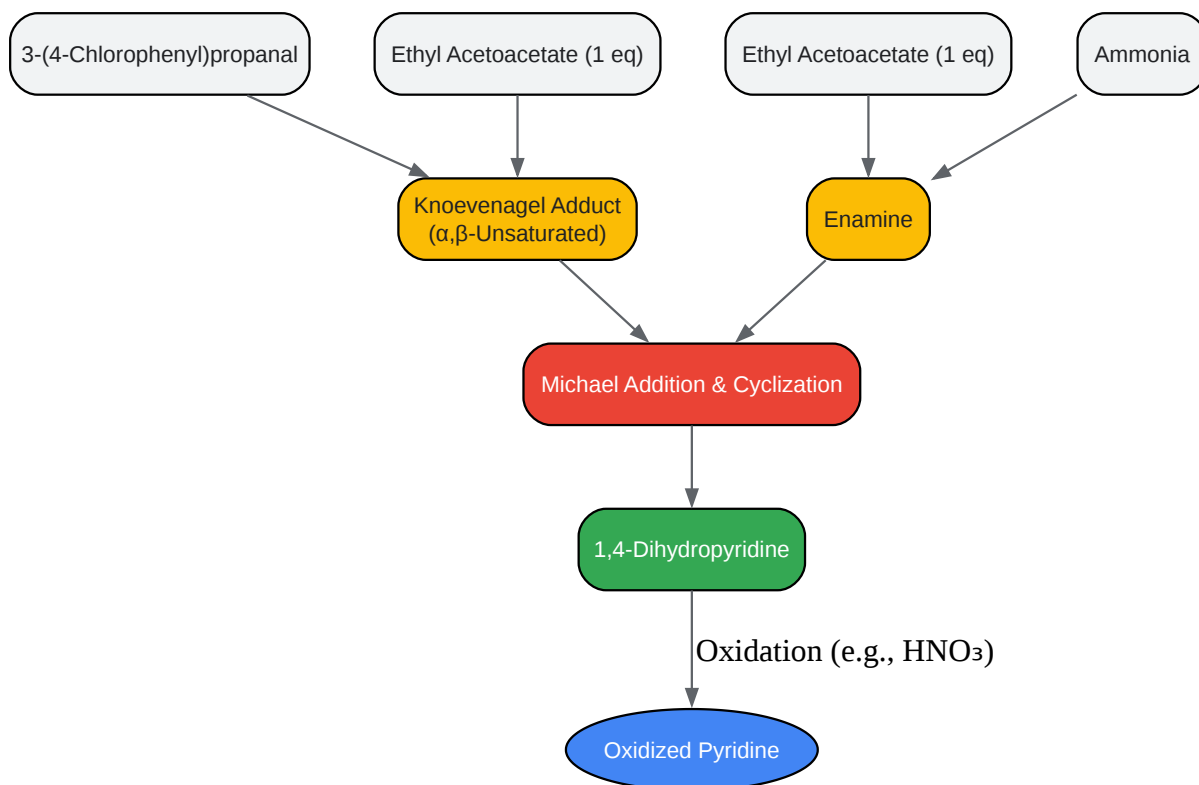 3-(4-Chlorophenyl)propanal
Ethyl Acetoacetate (1 eq)
Ethyl Acetoacetate (1 eq)
Ammonia
Knoevenagel Adduct
(α,β-Unsaturated)
Enamine
Michael Addition & Cyclization
1,4-Dihydropyridine
Oxidation (e.g., HNO₃)
Oxidized Pyridine